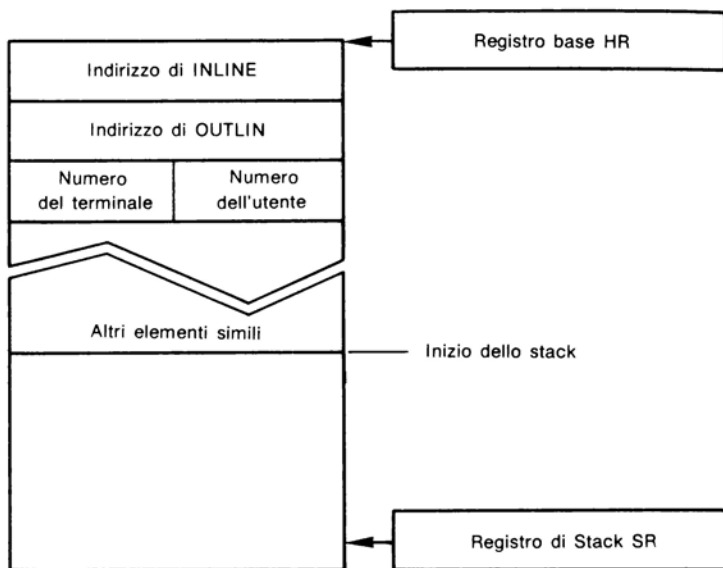 Registro base HR
Indirizzo di INLINE
Indirizzo di OUTLIN
Numero
del terminale
Numero
dell'utente
Altri elementi simili
Inizio dello stack
Registro di Stack SR